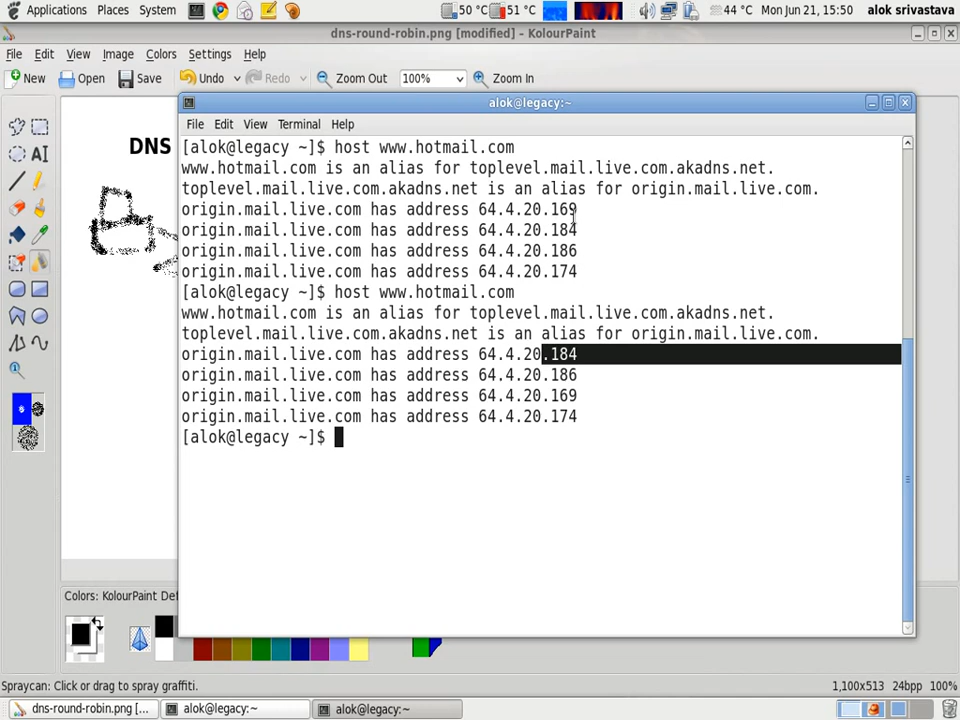 Applications Places System 50 °C 51 °C 44 °C Mon Jun 21, 15:50 alok srivastava
dns-round-robin.png [modified] - KolourPaint
File Edit View Image Colors Settings Help
New Open Save Undo Redo Zoom Out 100% Zoom In
alok@legacy:~
File Edit View Terminal Help
DNS
[alok@legacy ~]$ host www.hotmail.com
www.hotmail.com is an alias for toplevel.mail.live.com.akadns.net.
toplevel.mail.live.com.akadns.net is an alias for origin.mail.live.com.
origin.mail.live.com has address 64.4.20.169
origin.mail.live.com has address 64.4.20.184
origin.mail.live.com has address 64.4.20.186
origin.mail.live.com has address 64.4.20.174
[alok@legacy ~]$ host www.hotmail.com
www.hotmail.com is an alias for toplevel.mail.live.com.akadns.net.
toplevel.mail.live.com.akadns.net is an alias for origin.mail.live.com.
origin.mail.live.com has address 64.4.20.184
origin.mail.live.com has address 64.4.20.186
origin.mail.live.com has address 64.4.20.169
origin.mail.live.com has address 64.4.20.174
[alok@legacy ~]$
Colors: KolourPaint Def
Spraycan: Click or drag to spray graffiti. 1,100x513 24bpp 100%
dns-round-robin.png [... alok@legacy:~ alok@legacy:~